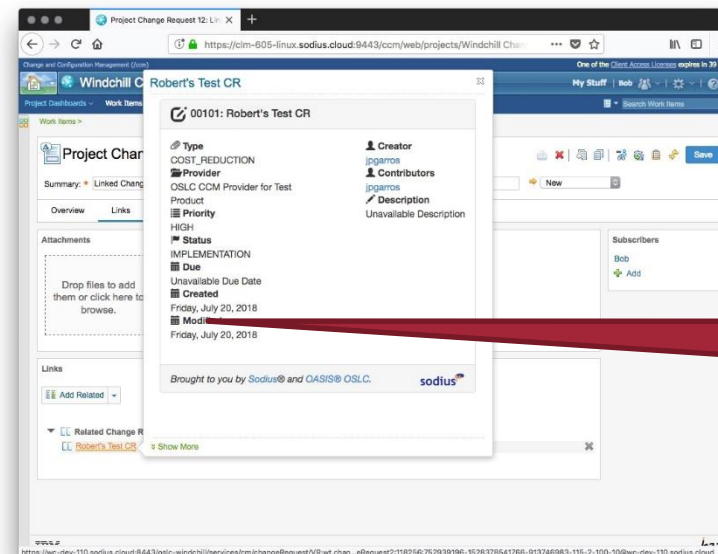 Project Change Request 12: Lin
https://clm-605-linux.sodius.cloud:9443/ccm/web/projects/Windchill Chan
Change and Configuration Management (/ccm)
One of the Client Access Licenses expires in 39
Windchill C
My Stuff | Bob
Project Dashboards
Work Items
Search Work Items
Work Items >
Project Char
Save
Summary: * Linked Chang
New
Overview
Links
Attachments
Drop files to add
them or click here to
browse.
Subscribers
Bob
Add
Links
Add Related
Related Change R
Robert's Test CR
Robert's Test CR
00101: Robert's Test CR
Type
COST_REDUCTION
Provider
OSLC CCM Provider for Test
Product
Priority
HIGH
Status
IMPLEMENTATION
Due
Unavailable Due Date
Created
Friday, July 20, 2018
Friday, July 20, 2018
Creator
jpgarros
Contributors
jpgarros
Description
Unavailable Description
Brought to you by Sodius® and OASIS® OSLC.
sodius
Show More